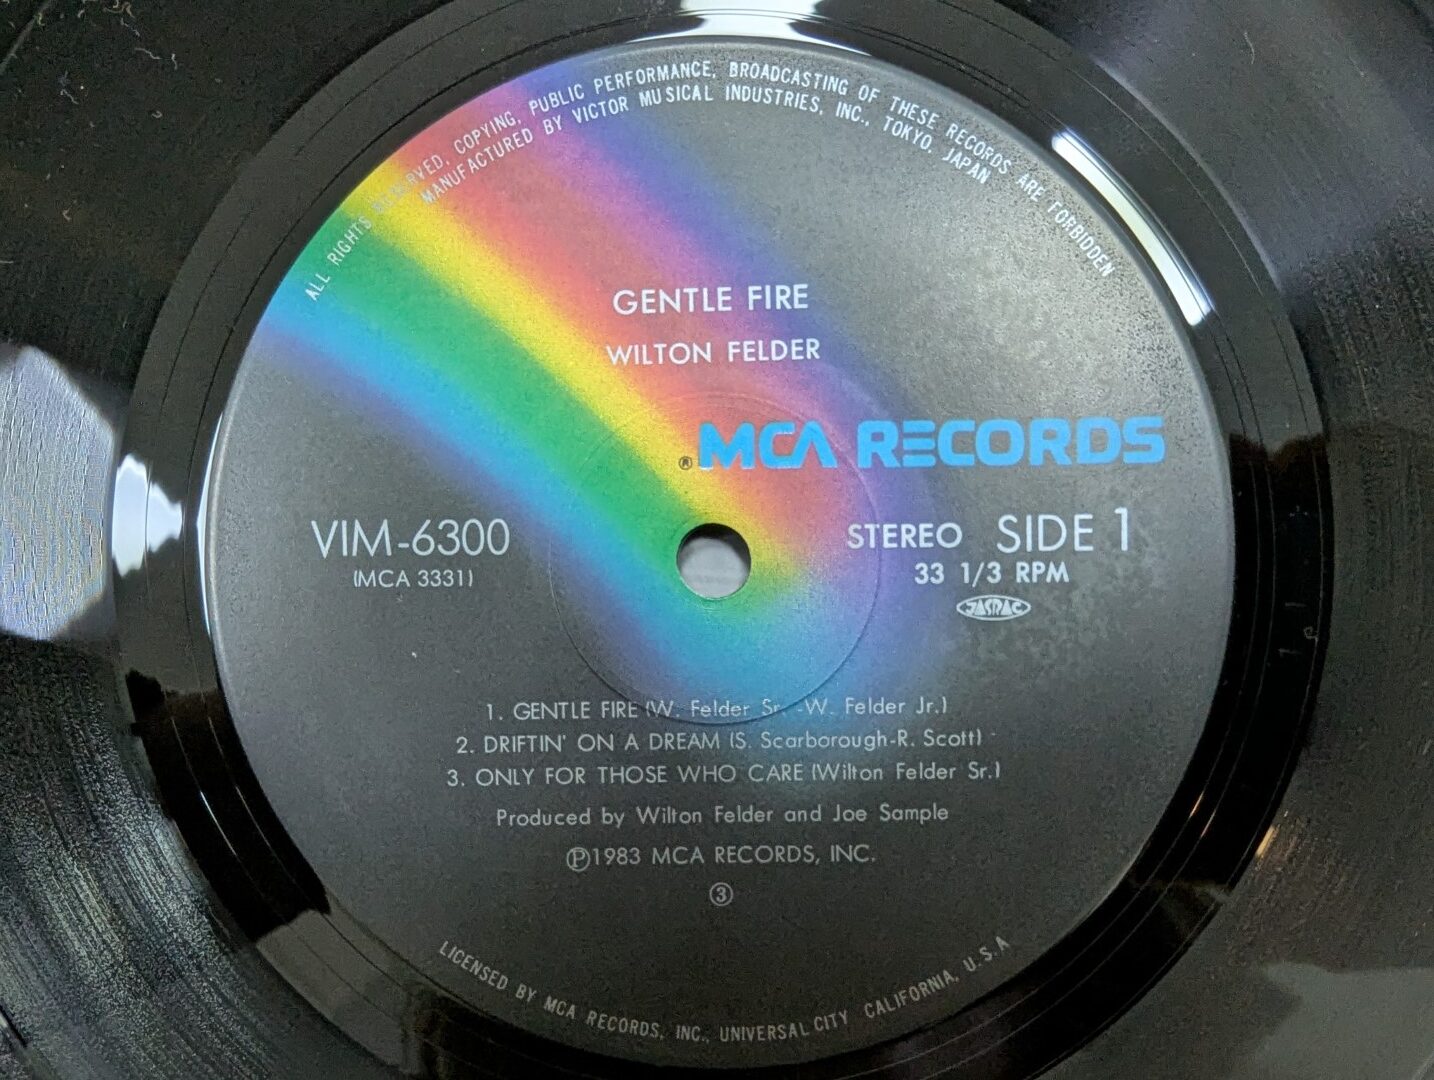 ALL RIGHTS RESERVED, COPYING, PUBLIC PERFORMANCE, BROADCASTING OF THESE RECORDS ARE FORBIDDEN
MANUFACTURED BY VICTOR MUSICAL INDUSTRIES, INC., TOKYO, JAPAN
GENTLE FIRE
WILTON FELDER
® MCA RECORDS
VIM-6300
(MCA 3331)
STEREO SIDE 1
33 1/3 RPM
JASRAC
1. GENTLE FIRE (W. Felder Sr. -W. Felder Jr.)
2. DRIFTIN' ON A DREAM (S. Scarborough-R. Scott)
3. ONLY FOR THOSE WHO CARE (Wilton Felder Sr.)
Produced by Wilton Felder and Joe Sample
Ⓟ1983 MCA RECORDS, INC.
③
LICENSED BY MCA RECORDS, INC., UNIVERSAL CITY CALIFORNIA, U.S.A